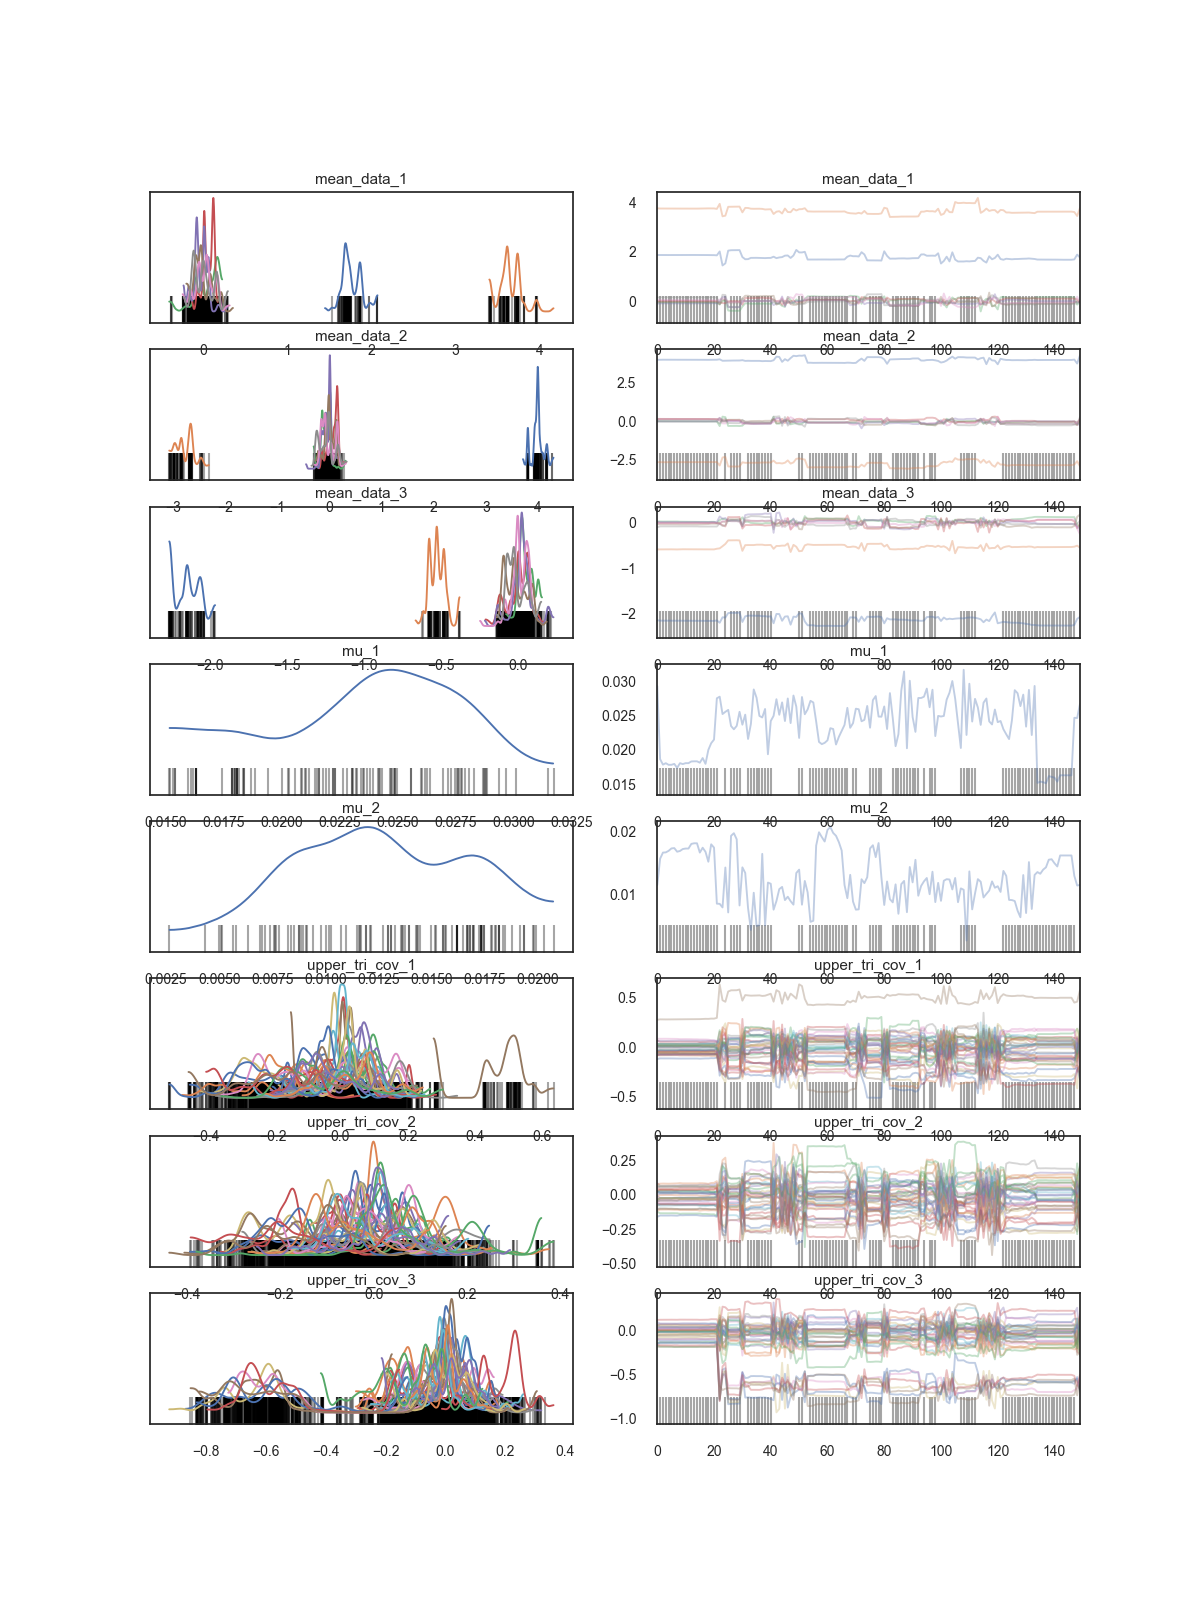 mean_data_1 mean_data_1
4
2
0
0 1 2 3 4 0 20 40 60 80 100 120 140
mean_data_2 mean_data_2
2.5
0.0
−2.5
−3 −2 −1 0 1 2 3 4 0 20 40 60 80 100 120 140
mean_data_3 mean_data_3
0
−1
−2
−2.0 −1.5 −1.0 −0.5 0.0 0 20 40 60 80 100 120 140
mu_1 mu_1
0.030
0.025
0.020
0.015
0.0150 0.0175 0.0200 0.0225 0.0250 0.0275 0.0300 0.0325 0 20 40 60 80 100 120 140
mu_2 mu_2
0.02
0.01
0.0025 0.0050 0.0075 0.0100 0.0125 0.0150 0.0175 0.0200 0 20 40 60 80 100 120 140
upper_tri_cov_1 upper_tri_cov_1
0.5
0.0
−0.5
−0.4 −0.2 0.0 0.2 0.4 0.6 0 20 40 60 80 100 120 140
upper_tri_cov_2 upper_tri_cov_2
0.25
0.00
−0.25
−0.50
−0.4 −0.2 0.0 0.2 0.4 0 20 40 60 80 100 120 140
upper_tri_cov_3 upper_tri_cov_3
0.0
−0.5
−1.0
−0.8 −0.6 −0.4 −0.2 0.0 0.2 0.4 0 20 40 60 80 100 120 140